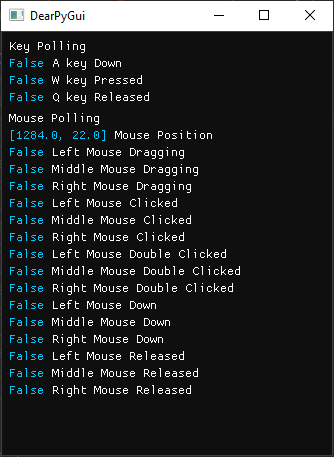 DearPyGui
Key Polling
False A key Down
False W key Pressed
False Q key Released
Mouse Polling
[1284.0, 22.0] Mouse Position
False Left Mouse Dragging
False Middle Mouse Dragging
False Right Mouse Dragging
False Left Mouse Clicked
False Middle Mouse Clicked
False Right Mouse Clicked
False Left Mouse Double Clicked
False Middle Mouse Double Clicked
False Right Mouse Double Clicked
False Left Mouse Down
False Middle Mouse Down
False Right Mouse Down
False Left Mouse Released
False Middle Mouse Released
False Right Mouse Released